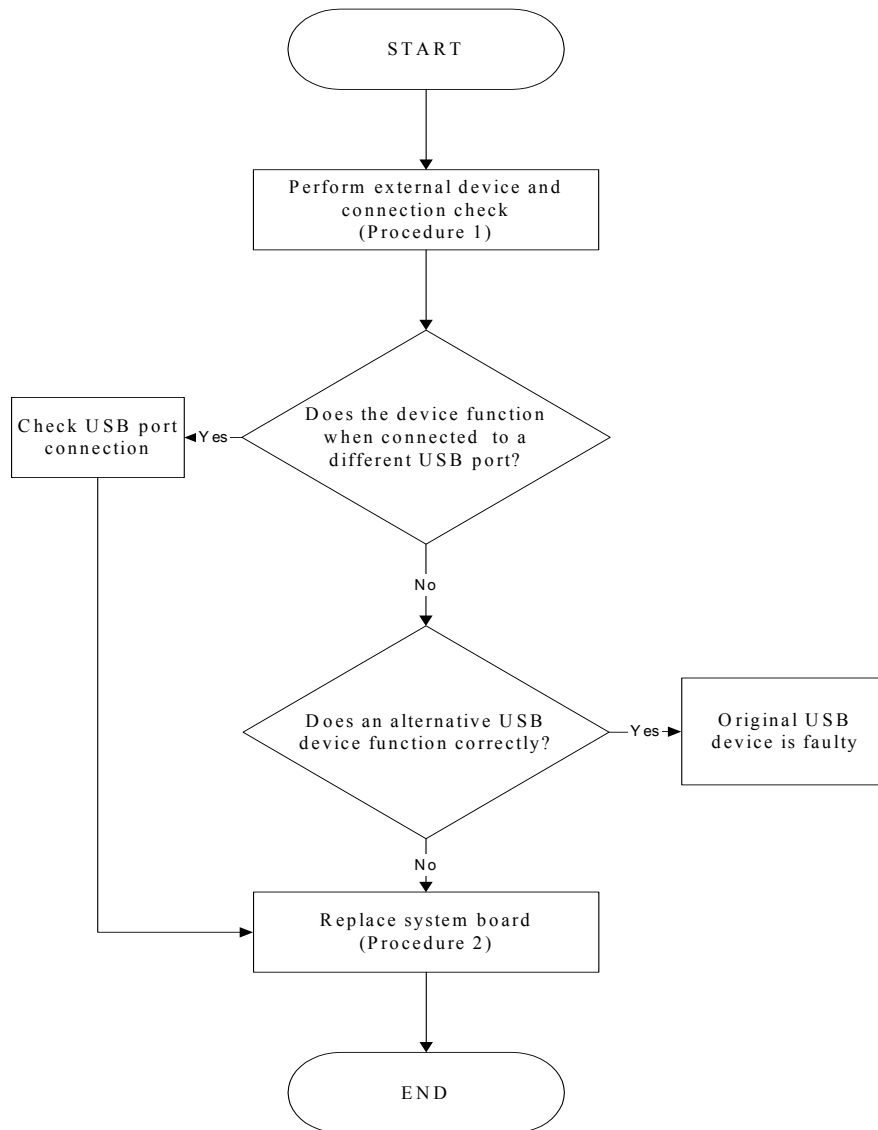 START
Perform external device and
connection check
(Procedure 1)
Does the device function
when connected to a
different USB port?
Yes
Check USB port
connection
No
Does an alternative USB
device function correctly?
Yes
Original USB
device is faulty
No
Replace system board
(Procedure 2)
END